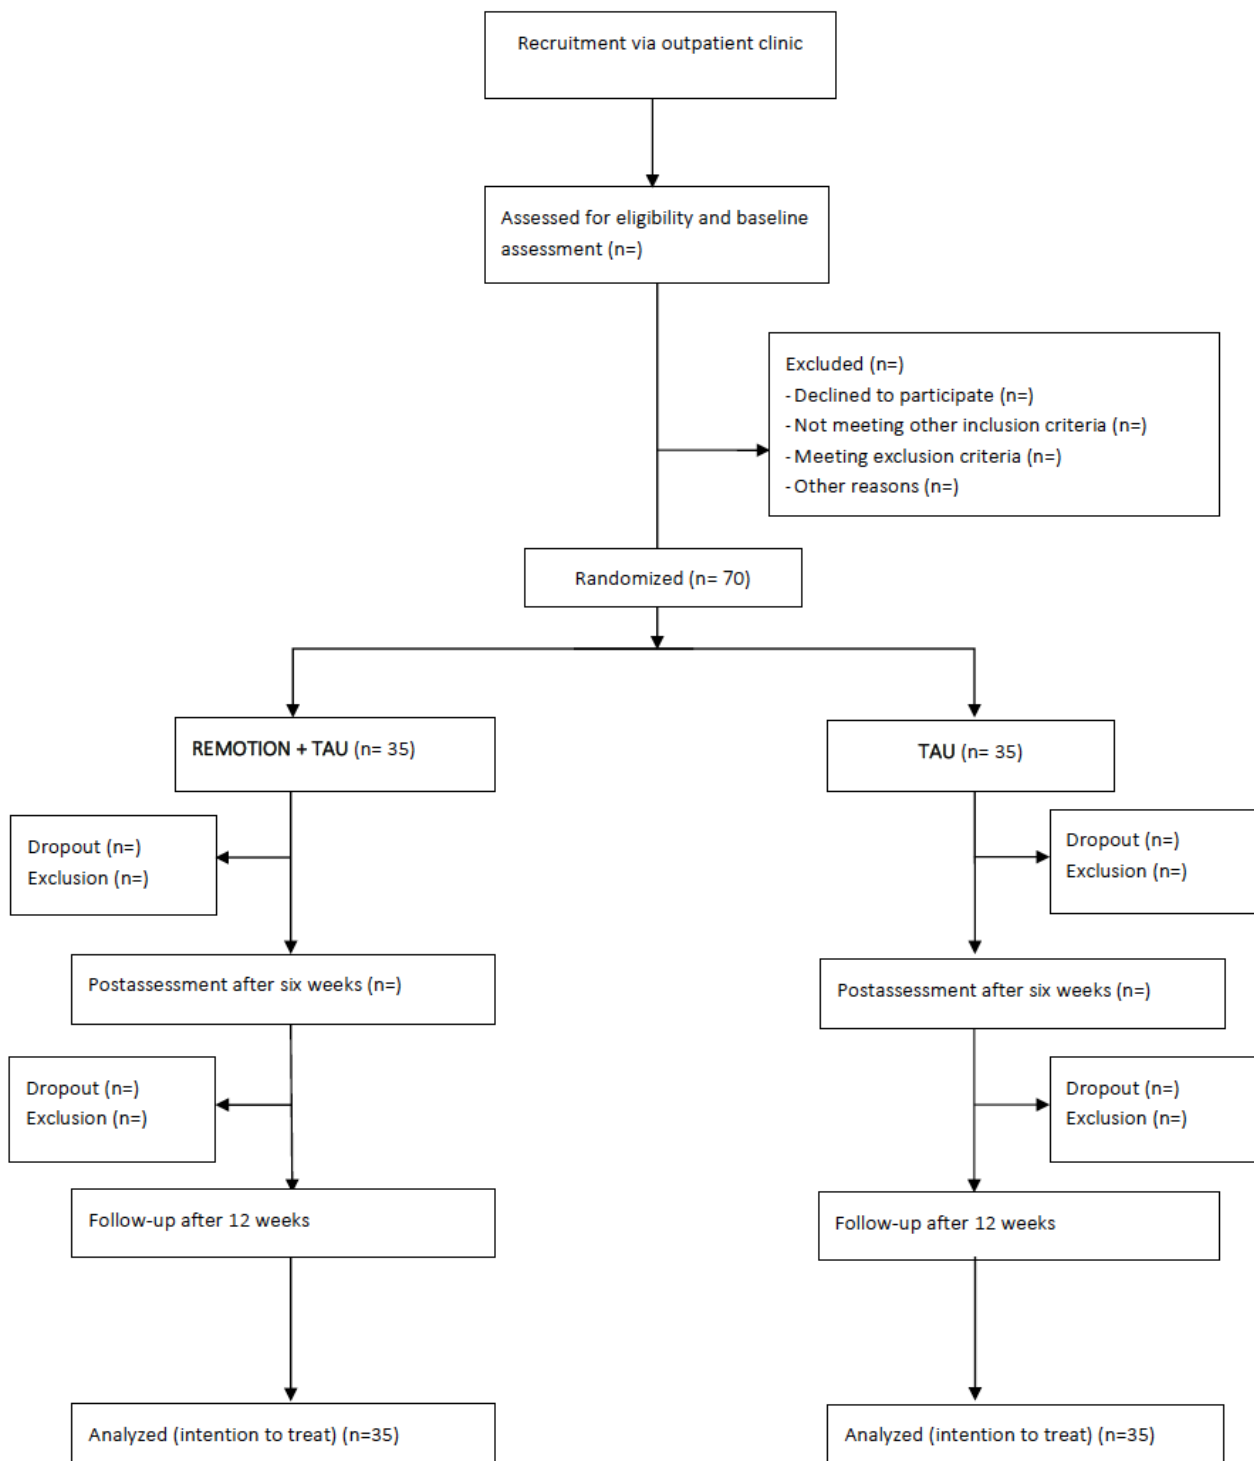 Recruitment via outpatient clinic
Assessed for eligibility and baseline
assessment (n=)
Excluded (n=)
- Declined to participate (n=)
- Not meeting other inclusion criteria (n=)
- Meeting exclusion criteria (n=)
- Other reasons (n=)
Randomized (n= 70)
REMOTION + TAU (n= 35)
TAU (n= 35)
Dropout (n=)
Exclusion (n=)
Dropout (n=)
Exclusion (n=)
Postassessment after six weeks (n=)
Postassessment after six weeks (n=)
Dropout (n=)
Exclusion (n=)
Dropout (n=)
Exclusion (n=)
Follow-up after 12 weeks
Follow-up after 12 weeks
Analyzed (intention to treat) (n=35)
Analyzed (intention to treat) (n=35)